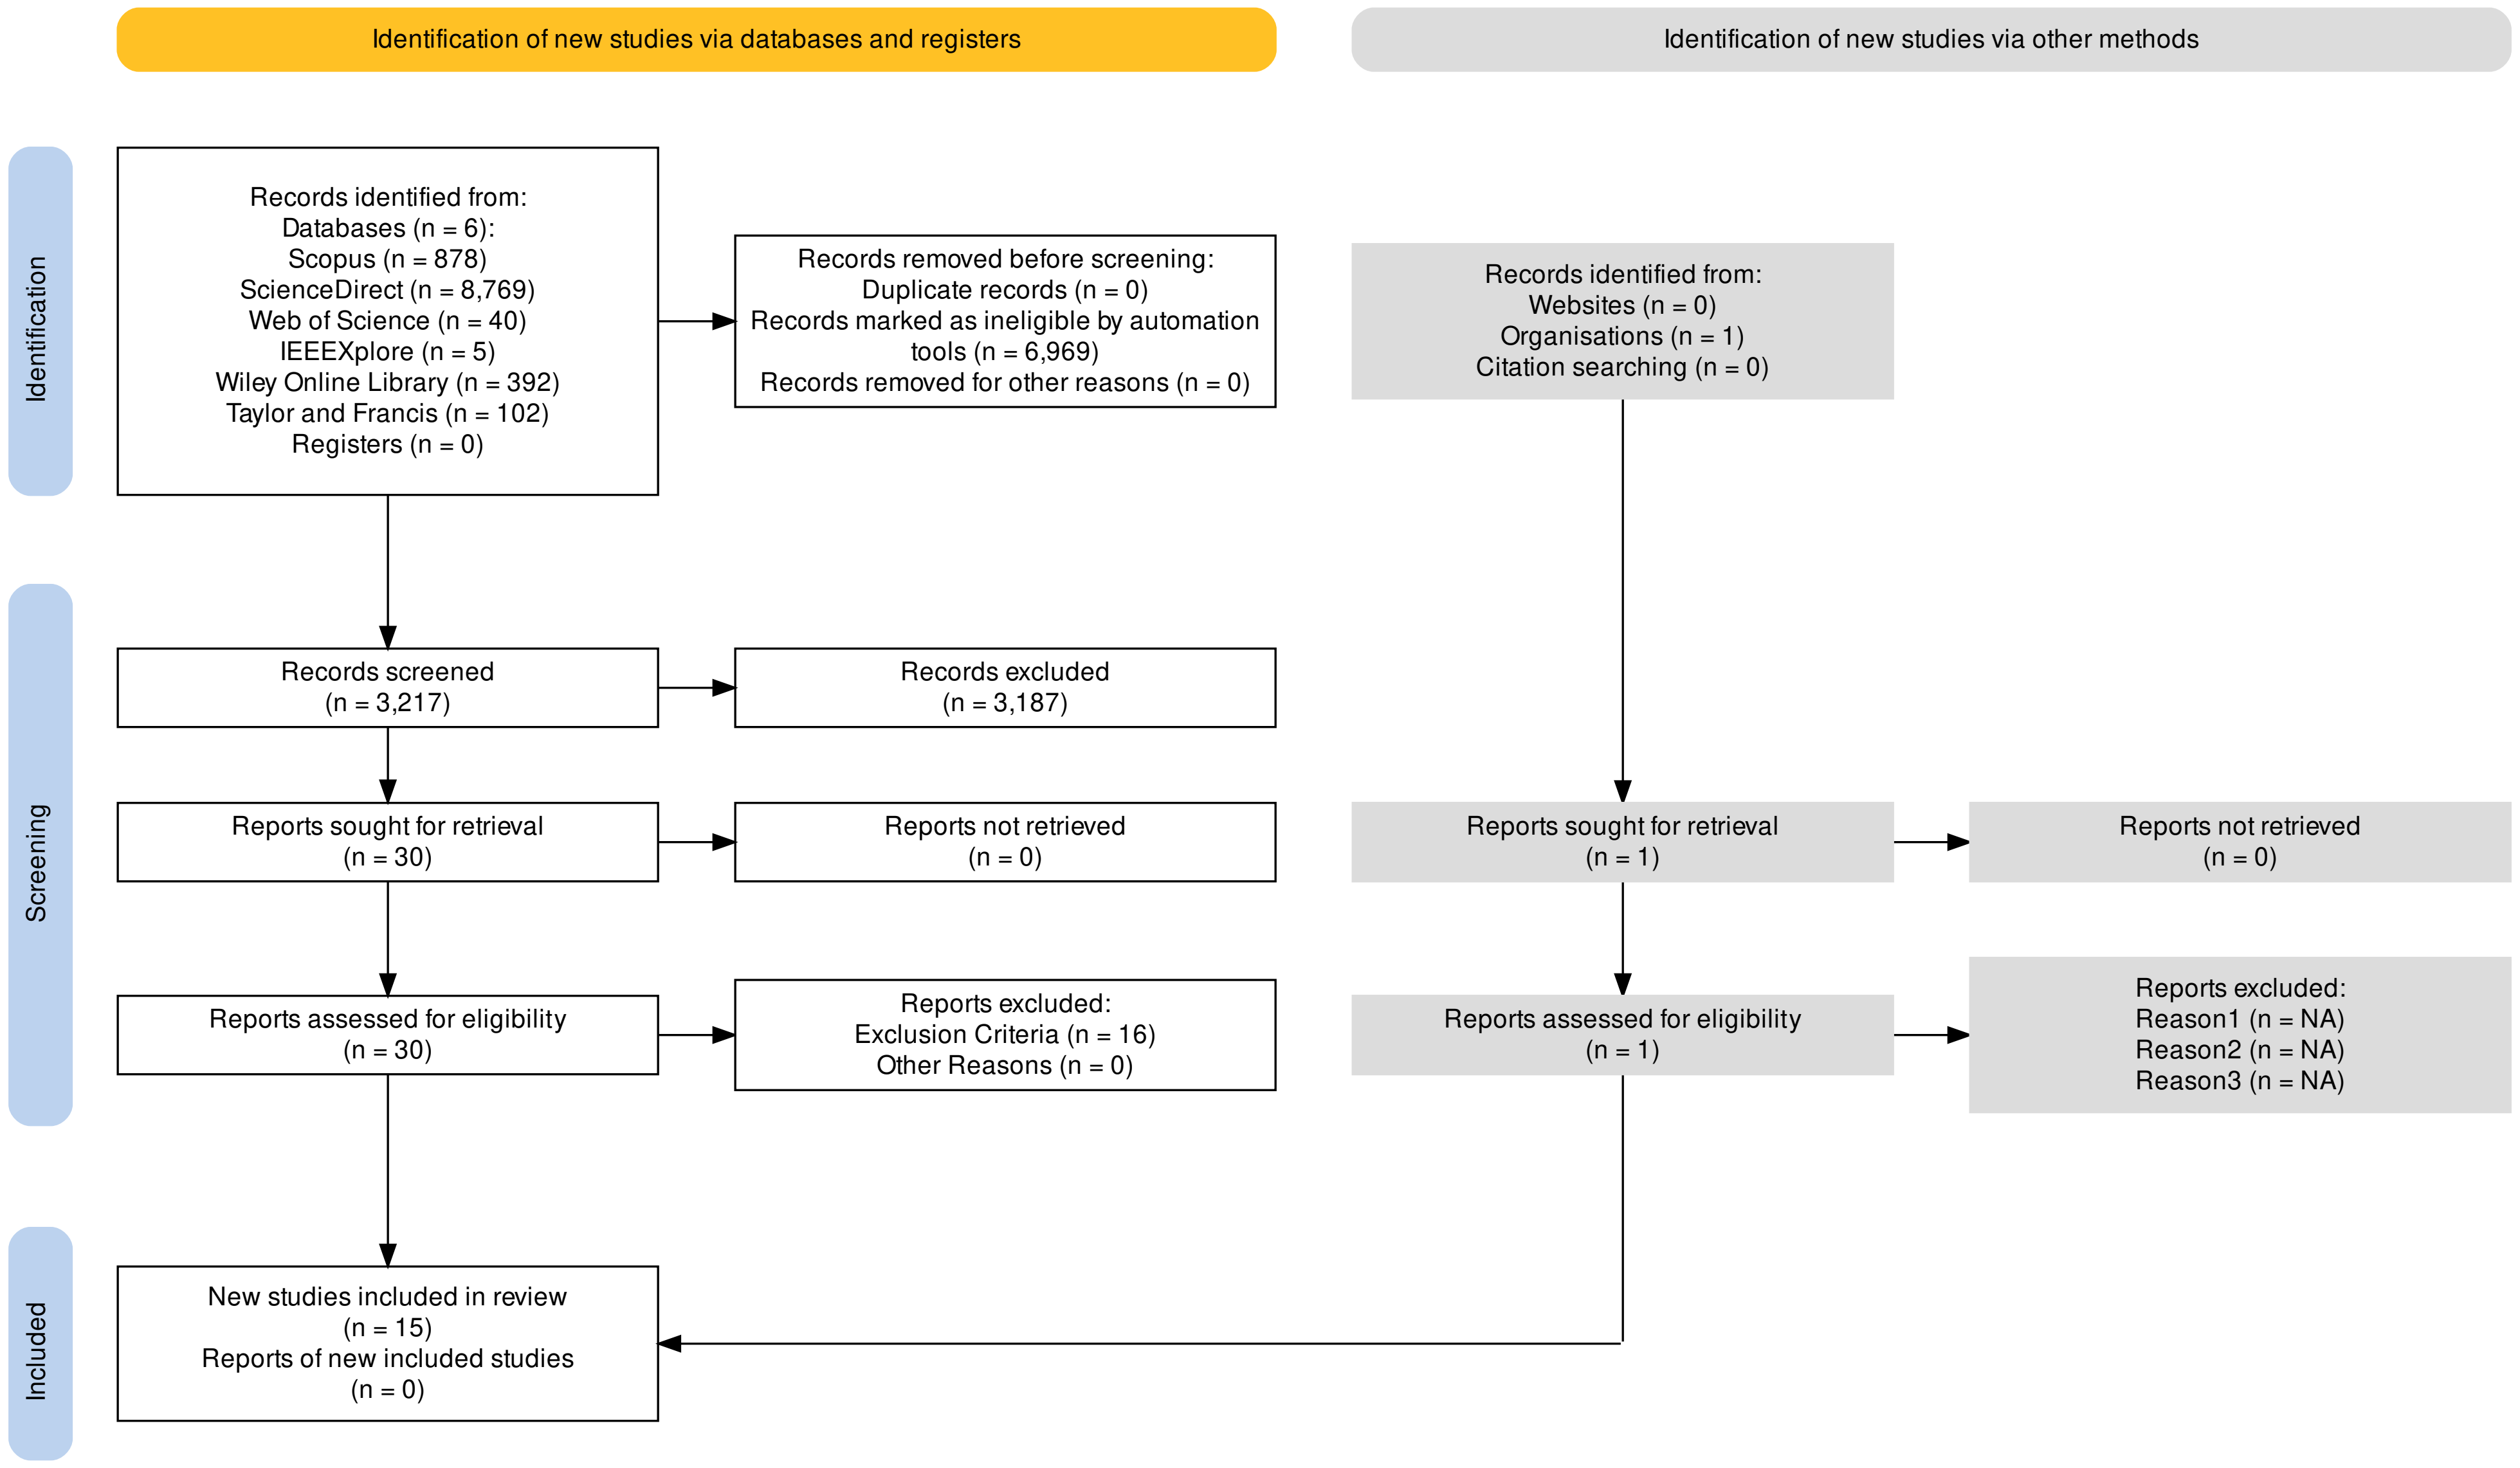 Identification of new studies via databases and registers
Identification of new studies via other methods
Identification
Records identified from:
Databases (n = 6):
Scopus (n = 878)
ScienceDirect (n = 8,769)
Web of Science (n = 40)
IEEEXplore (n = 5)
Wiley Online Library (n = 392)
Taylor and Francis (n = 102)
Registers (n = 0)
Records removed before screening:
Duplicate records (n = 0)
Records marked as ineligible by automation
tools (n = 6,969)
Records removed for other reasons (n = 0)
Records identified from:
Websites (n = 0)
Organisations (n = 1)
Citation searching (n = 0)
Screening
Records screened
(n = 3,217)
Records excluded
(n = 3,187)
Reports sought for retrieval
(n = 30)
Reports not retrieved
(n = 0)
Reports sought for retrieval
(n = 1)
Reports not retrieved
(n = 0)
Reports assessed for eligibility
(n = 30)
Reports excluded:
Exclusion Criteria (n = 16)
Other Reasons (n = 0)
Reports assessed for eligibility
(n = 1)
Reports excluded:
Reason1 (n = NA)
Reason2 (n = NA)
Reason3 (n = NA)
Included
New studies included in review
(n = 15)
Reports of new included studies
(n = 0)